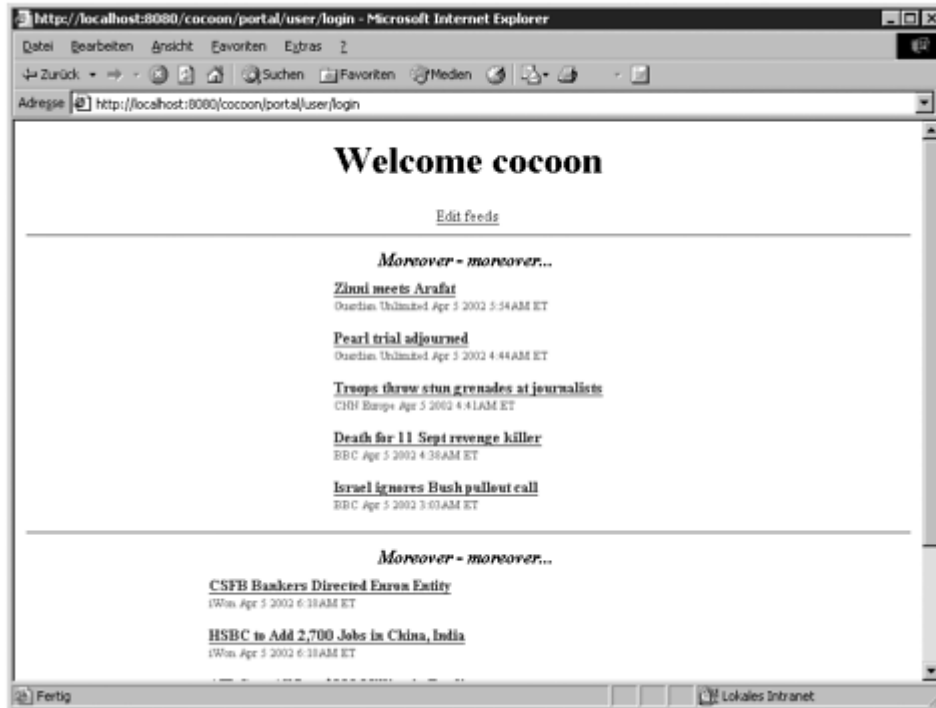 http://localhost:8080/cocoon/portal/user/login - Microsoft Internet Explorer
Datei Bearbeiten Ansicht Favoriten Extras ?
Zurück Suchen Favoriten Medien
Adresse http://localhost:8080/cocoon/portal/user/login
Welcome cocoon
Edit feeds
Moreover - moreover...
Zinni meets Arafat
Guardian Unlimited Apr 5 2002 5:54AM ET
Pearl trial adjourned
Guardian Unlimited Apr 5 2002 4:44AM ET
Troops throw stun grenades at journalists
CNN Europe Apr 5 2002 4:41AM ET
Death for 11 Sept revenge killer
BBC Apr 5 2002 4:38AM ET
Israel ignores Bush pullout call
BBC Apr 5 2002 3:03AM ET
Moreover - moreover...
CSFB Bankers Directed Enron Entity
iWon Apr 5 2002 6:18AM ET
HSBC to Add 2,700 Jobs in China, India
iWon Apr 5 2002 6:18AM ET
Fertig Lokales Intranet